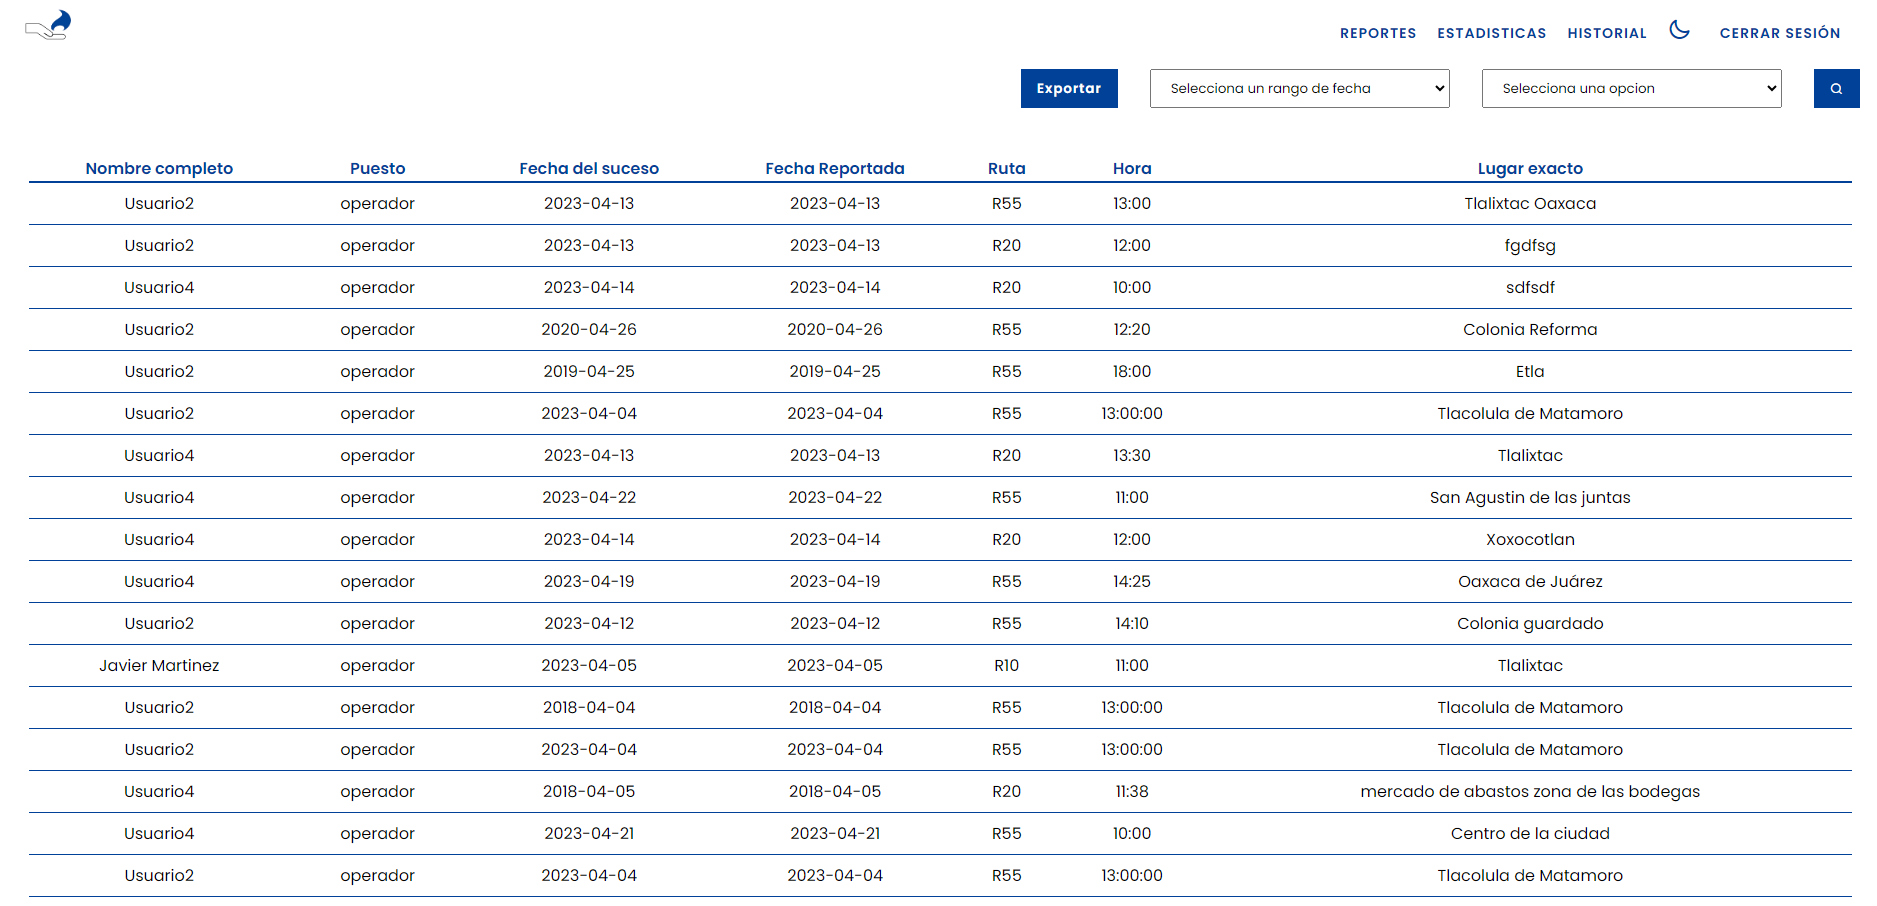 REPORTES ESTADISTICAS HISTORIAL CERRAR SESIÓN
Exportar Selecciona un rango de fecha Selecciona una opcion
Nombre completo Puesto Fecha del suceso Fecha Reportada Ruta Hora Lugar exacto
Usuario2 operador 2023-04-13 2023-04-13 R55 13:00 Tlalixtac Oaxaca
Usuario2 operador 2023-04-13 2023-04-13 R20 12:00 fgdfsg
Usuario4 operador 2023-04-14 2023-04-14 R20 10:00 sdfsdf
Usuario2 operador 2020-04-26 2020-04-26 R55 12:20 Colonia Reforma
Usuario2 operador 2019-04-25 2019-04-25 R55 18:00 Etla
Usuario2 operador 2023-04-04 2023-04-04 R55 13:00:00 Tlacolula de Matamoro
Usuario4 operador 2023-04-13 2023-04-13 R20 13:30 Tlalixtac
Usuario4 operador 2023-04-22 2023-04-22 R55 11:00 San Agustin de las juntas
Usuario4 operador 2023-04-14 2023-04-14 R20 12:00 Xoxocotlan
Usuario4 operador 2023-04-19 2023-04-19 R55 14:25 Oaxaca de Juárez
Usuario2 operador 2023-04-12 2023-04-12 R55 14:10 Colonia guardado
Javier Martinez operador 2023-04-05 2023-04-05 R10 11:00 Tlalixtac
Usuario2 operador 2018-04-04 2018-04-04 R55 13:00:00 Tlacolula de Matamoro
Usuario2 operador 2023-04-04 2023-04-04 R55 13:00:00 Tlacolula de Matamoro
Usuario4 operador 2018-04-05 2018-04-05 R20 11:38 mercado de abastos zona de las bodegas
Usuario4 operador 2023-04-21 2023-04-21 R55 10:00 Centro de la ciudad
Usuario2 operador 2023-04-04 2023-04-04 R55 13:00:00 Tlacolula de Matamoro